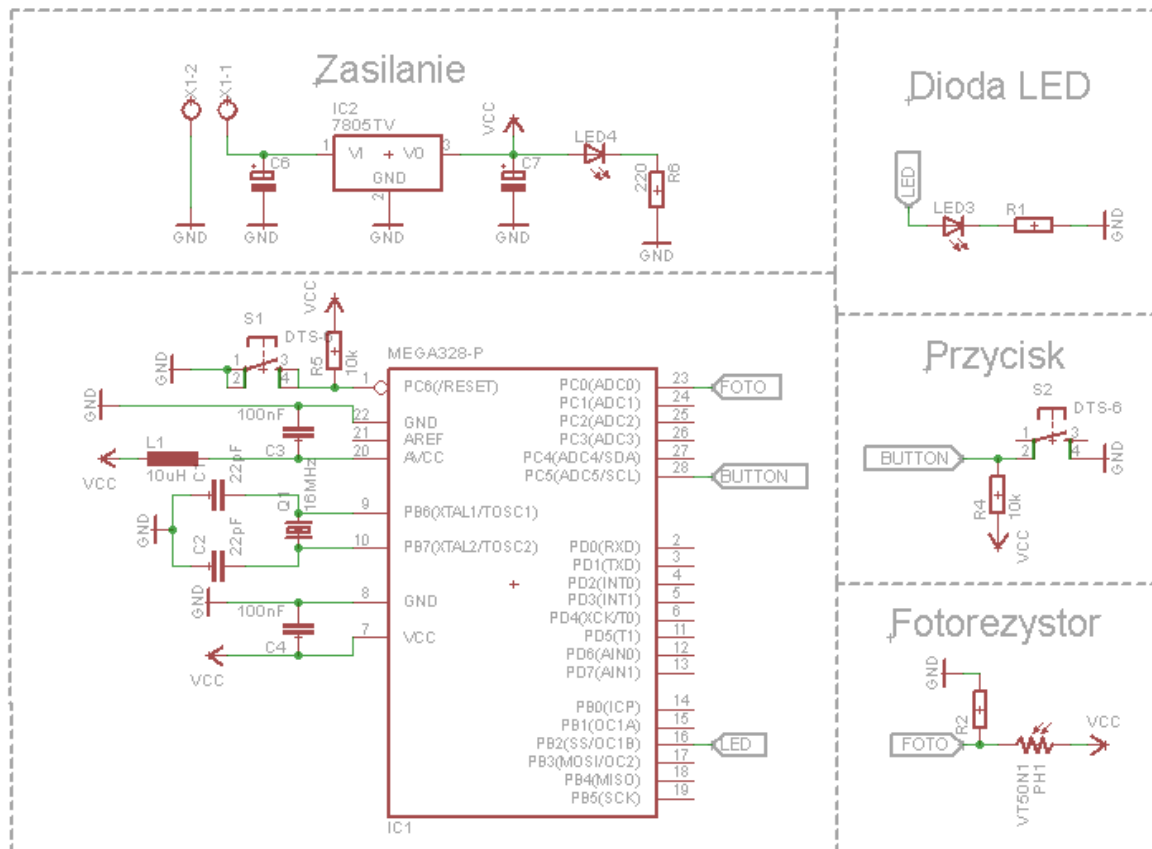 Zasilanie
X1-2
X1-1
IC2
7805TV
1
VI
VO
3
GND
2
C6
VCC
C7
LED4
220
R6
GND
GND
GND
GND
GND
Dioda LED
LED
LED3
R1
GND
S1
DTS-6
VCC
R5
10k
GND
1
2
3
4
GND
100nF
C3
L1
10uH
VCC
C1
22pF
C2
22pF
GND
Q1
16MHz
GND
100nF
C4
VCC
MEGA328-P
1
PC6(/RESET)
22
GND
21
AREF
20
AVCC
9
PB6(XTAL1/TOSC1)
10
PB7(XTAL2/TOSC2)
8
GND
7
VCC
PC0(ADC0)
23
FOTO
PC1(ADC1)
24
PC2(ADC2)
25
PC3(ADC3)
26
PC4(ADC4/SDA)
27
PC5(ADC5/SCL)
28
BUTTON
PD0(RXD)
2
PD1(TXD)
3
PD2(INT0)
4
PD3(INT1)
5
PD4(XCK/T0)
6
PD5(T1)
11
PD6(AIN0)
12
PD7(AIN1)
13
PB0(ICP)
14
PB1(OC1A)
15
PB2(SS/OC1B)
16
LED
PB3(MOSI/OC2)
17
PB4(MISO)
18
PB5(SCK)
19
IC1
Przycisk
S2
DTS-6
1
2
3
4
BUTTON
GND
R4
10k
VCC
Fotorezystor
GND
R2
FOTO
VT50N1
PH1
VCC